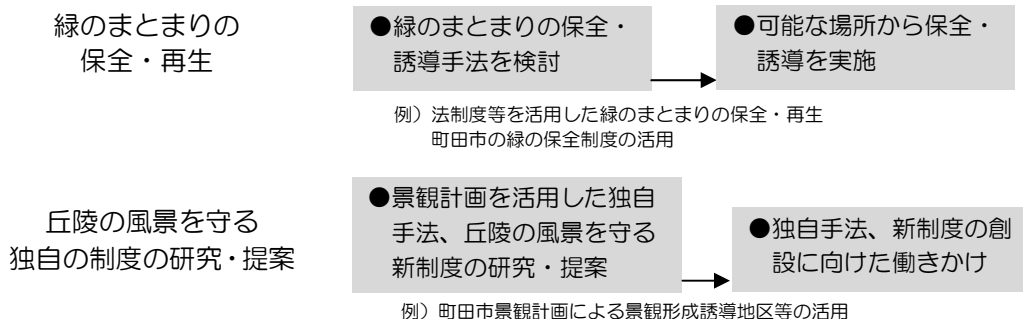 緑のまとまりの
保全・再生
●緑のまとまりの保全・
誘導手法を検討
●可能な場所から保全・
誘導を実施
例）法制度等を活用した緑のまとまりの保全・再生
町田市の緑の保全制度の活用
丘陵の風景を守る
独自の制度の研究・提案
●景観計画を活用した独自
手法、丘陵の風景を守る
新制度の研究・提案
●独自手法、新制度の創
設に向けた働きかけ
例）町田市景観計画による景観形成誘導地区等の活用